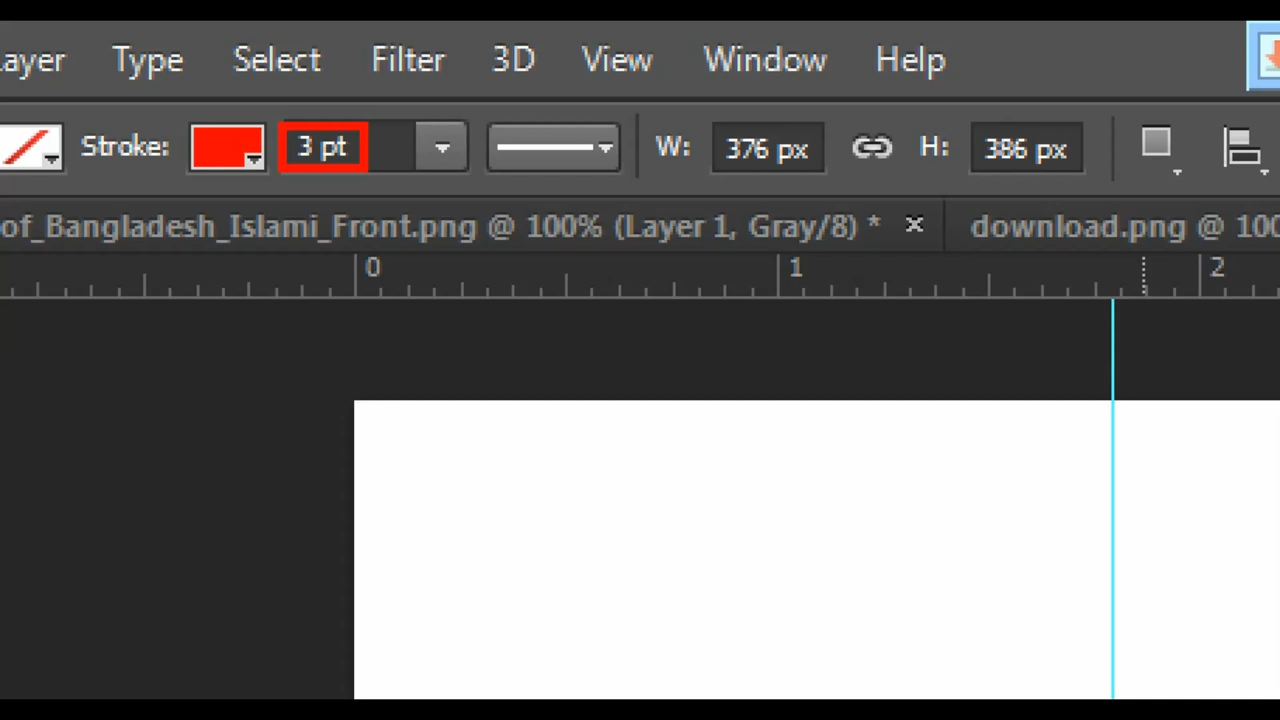 Layer Type Select Filter 3D View Window Help
Stroke: 3 pt W: 376 px H: 386 px
of_Bangladesh_Islami_Front.png @ 100% (Layer 1, Gray/8) * × download.png @ 100
0 1 2